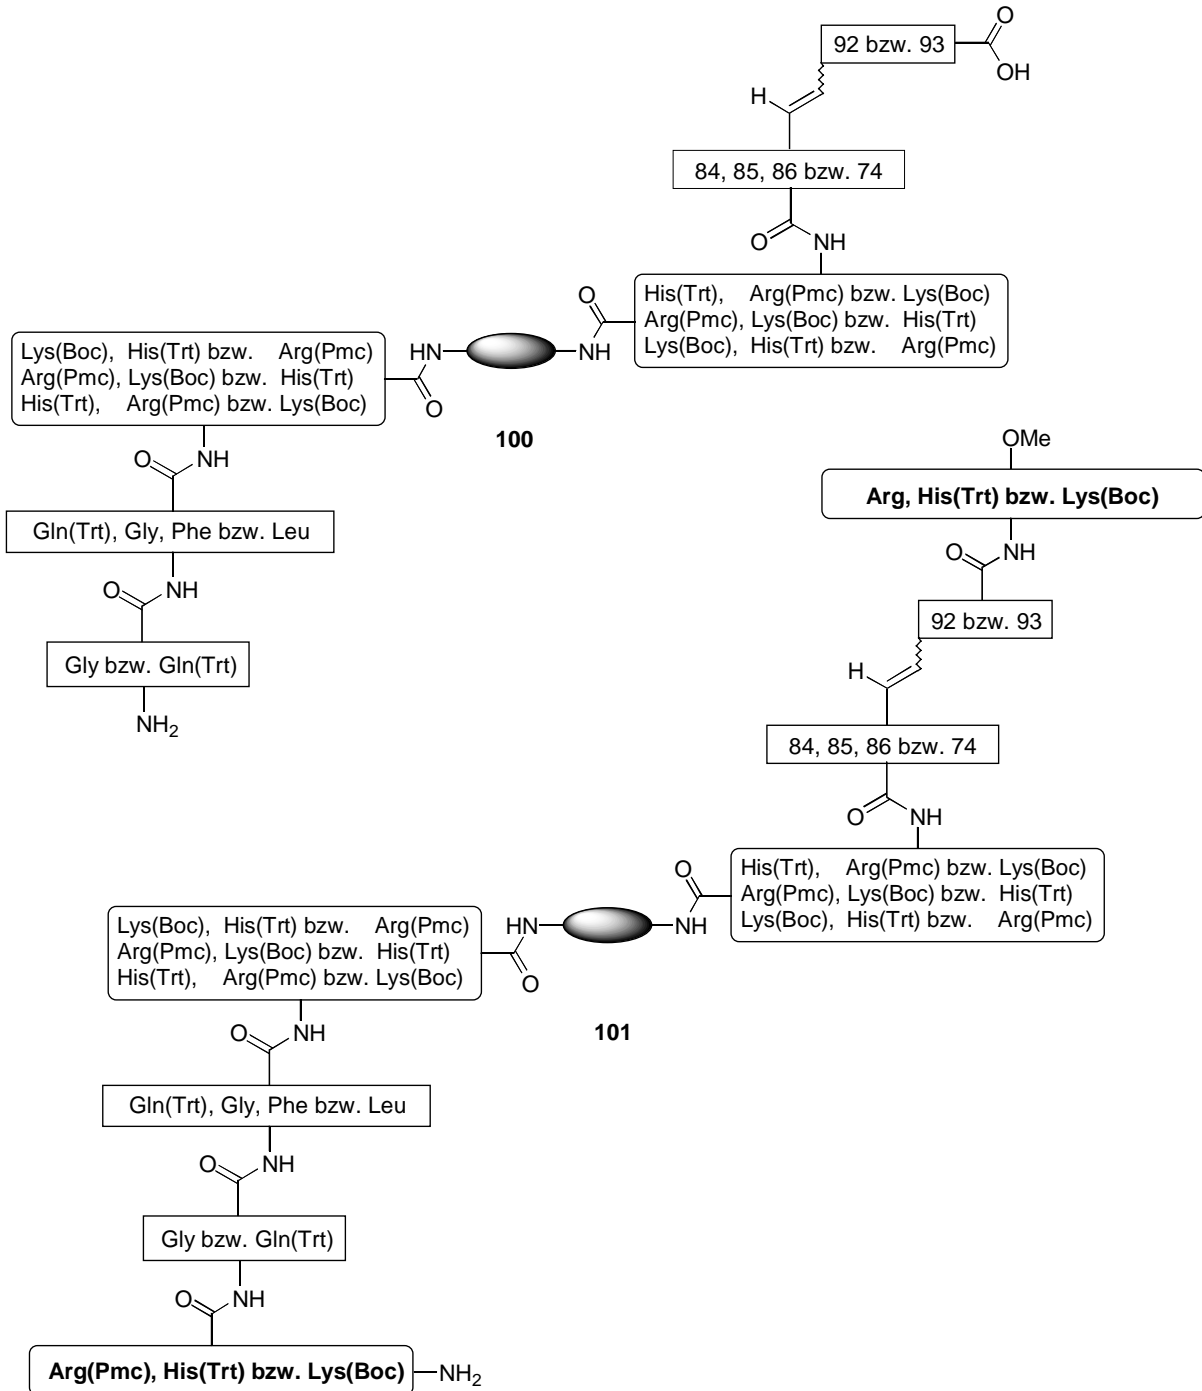 O
92 bzw. 93
OH
H
84, 85, 86 bzw. 74
O
NH
O
His(Trt), Arg(Pmc) bzw. Lys(Boc)
Arg(Pmc), Lys(Boc) bzw. His(Trt)
Lys(Boc), His(Trt) bzw. Arg(Pmc)
HN
NH
Lys(Boc), His(Trt) bzw. Arg(Pmc)
Arg(Pmc), Lys(Boc) bzw. His(Trt)
His(Trt), Arg(Pmc) bzw. Lys(Boc)
O
100
O
NH
Gln(Trt), Gly, Phe bzw. Leu
O
NH
Gly bzw. Gln(Trt)
NH2
OMe
Arg, His(Trt) bzw. Lys(Boc)
O
NH
92 bzw. 93
H
84, 85, 86 bzw. 74
O
NH
O
His(Trt), Arg(Pmc) bzw. Lys(Boc)
Arg(Pmc), Lys(Boc) bzw. His(Trt)
Lys(Boc), His(Trt) bzw. Arg(Pmc)
HN
NH
Lys(Boc), His(Trt) bzw. Arg(Pmc)
Arg(Pmc), Lys(Boc) bzw. His(Trt)
His(Trt), Arg(Pmc) bzw. Lys(Boc)
O
101
O
NH
Gln(Trt), Gly, Phe bzw. Leu
O
NH
Gly bzw. Gln(Trt)
O
NH
Arg(Pmc), His(Trt) bzw. Lys(Boc)
NH2